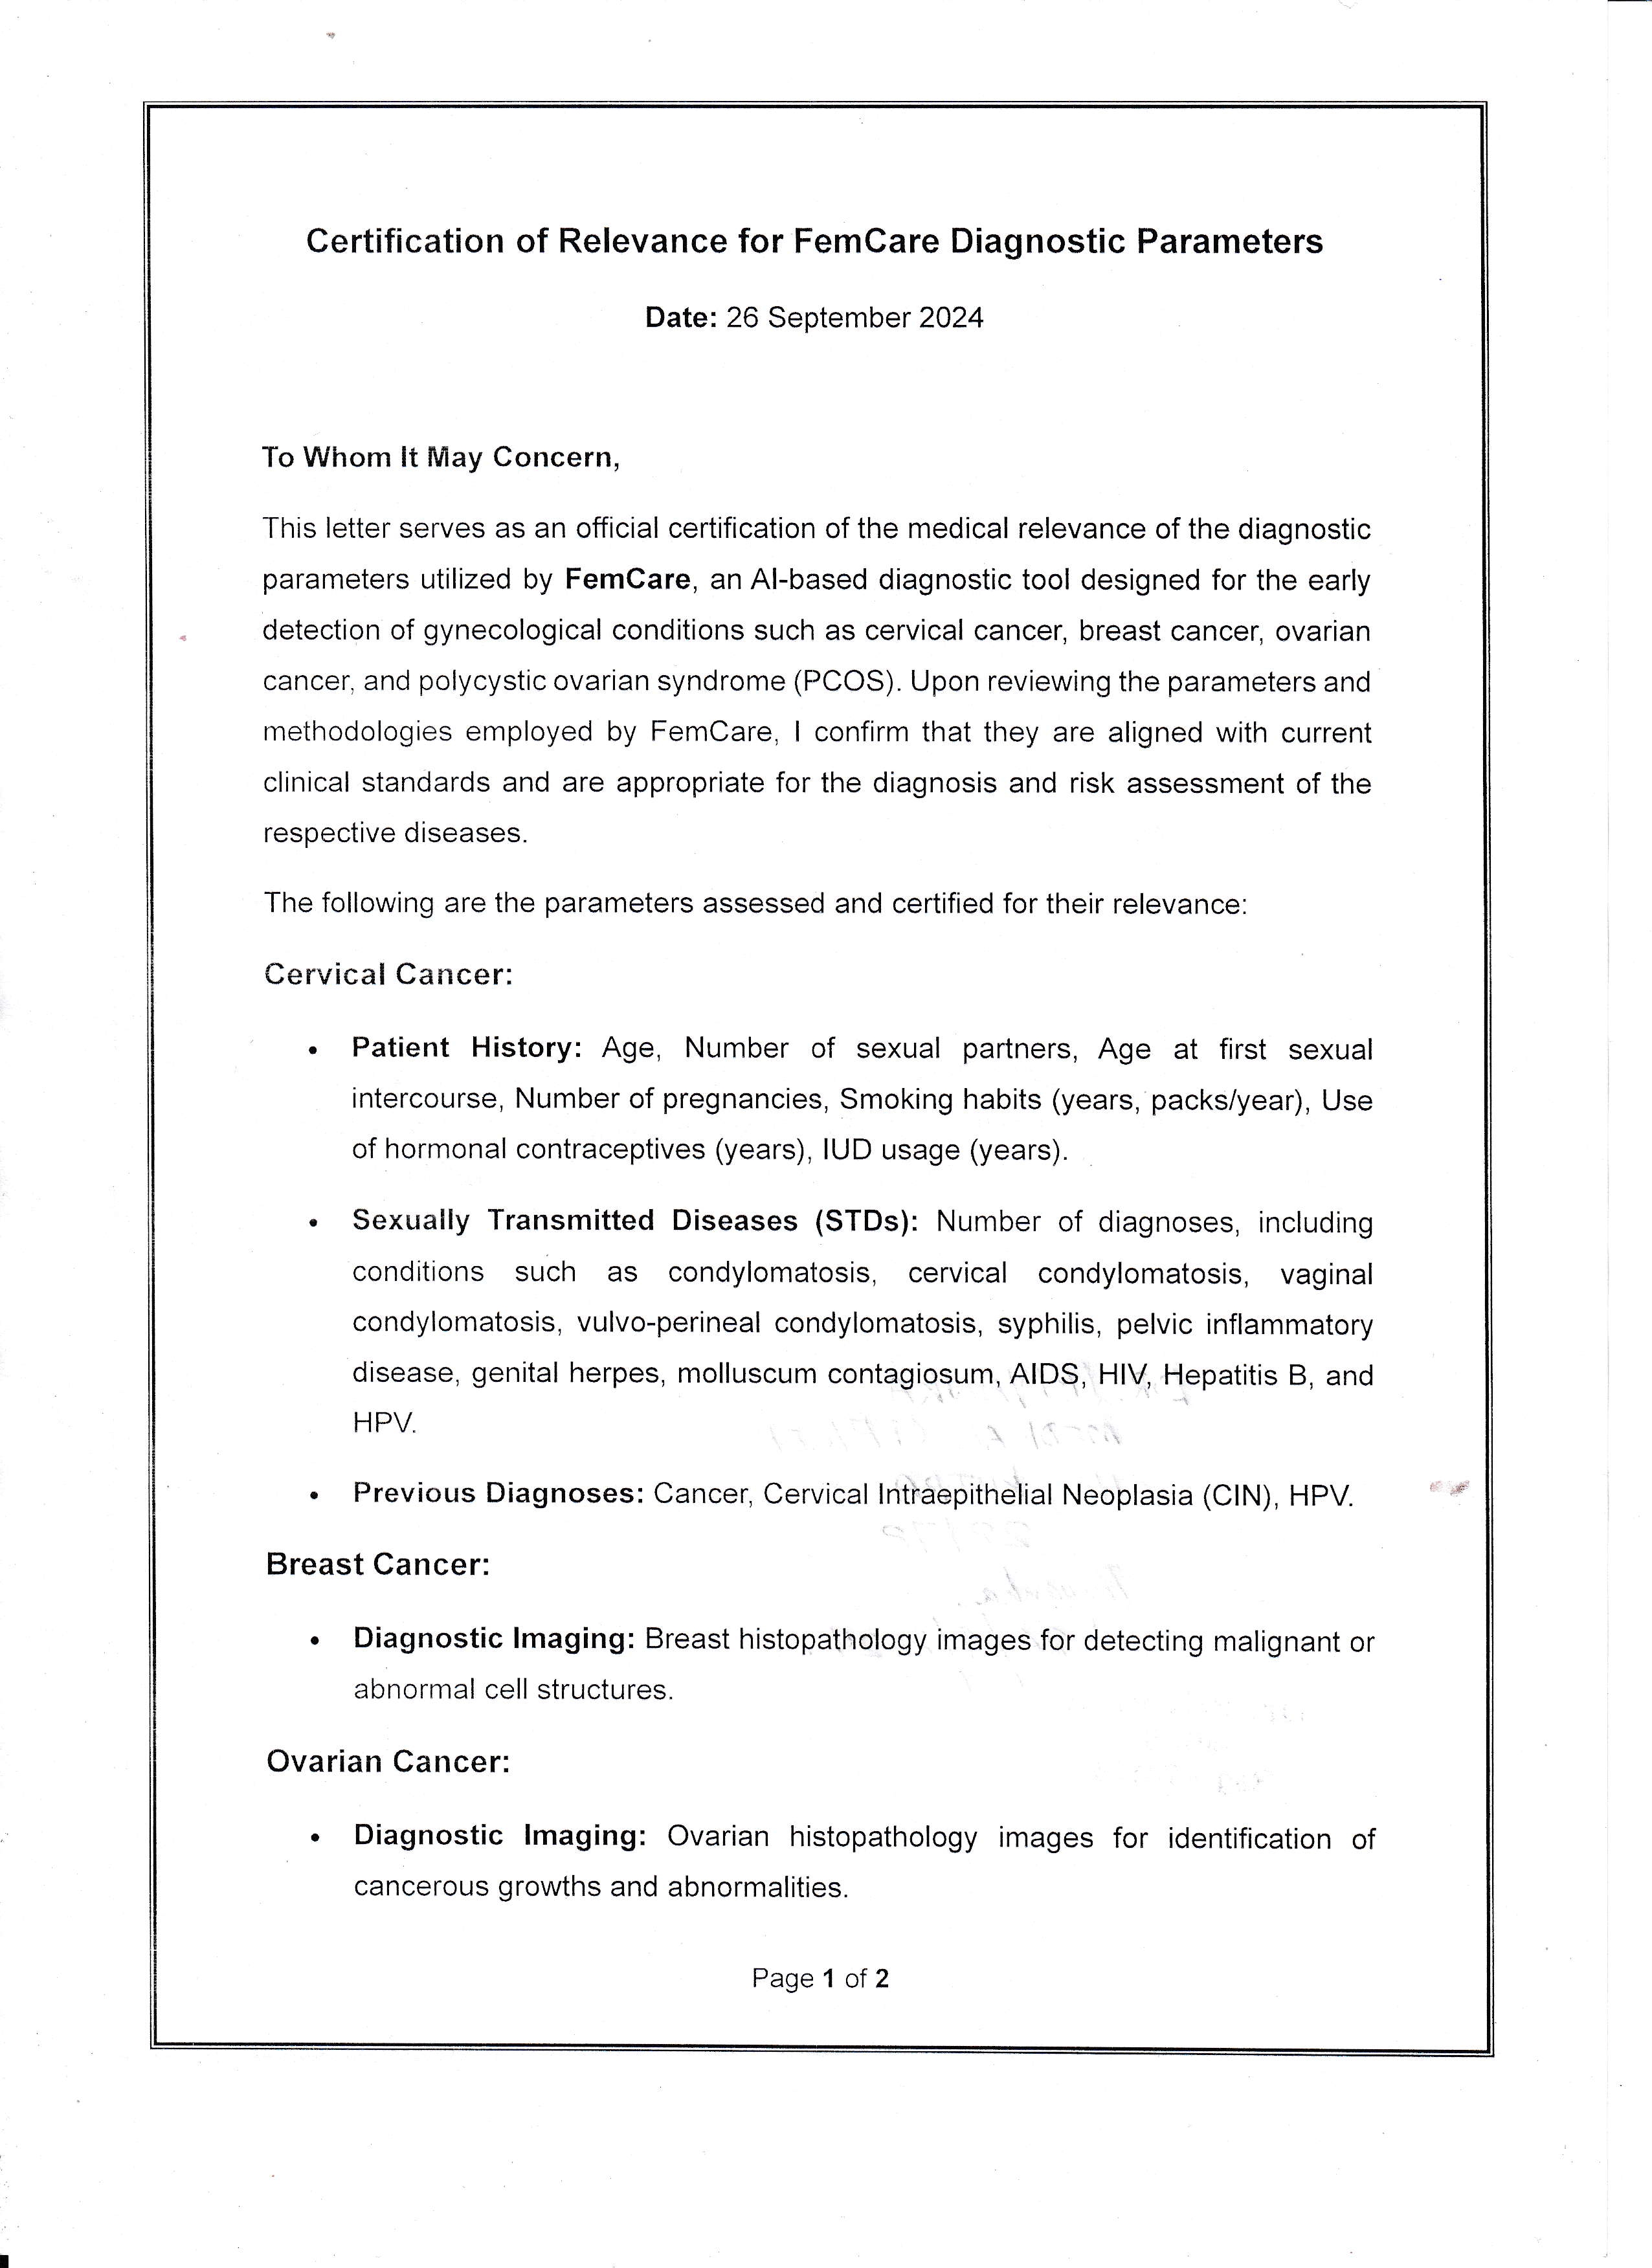 Certification of Relevance for FemCare Diagnostic Parameters
Date: 26 September 2024
To Whom It May Concern,
This letter serves as an official certification of the medical relevance of the diagnostic
parameters utilized by FemCare, an AI-based diagnostic tool designed for the early
detection of gynecological conditions such as cervical cancer, breast cancer, ovarian
cancer, and polycystic ovarian syndrome (PCOS). Upon reviewing the parameters and
methodologies employed by FemCare, I confirm that they are aligned with current
clinical standards and are appropriate for the diagnosis and risk assessment of the
respective diseases.
The following are the parameters assessed and certified for their relevance:
Cervical Cancer:
• Patient History: Age, Number of sexual partners, Age at first sexual
intercourse, Number of pregnancies, Smoking habits (years, packs/year), Use
of hormonal contraceptives (years), IUD usage (years).
• Sexually Transmitted Diseases (STDs): Number of diagnoses, including
conditions such as condylomatosis, cervical condylomatosis, vaginal
condylomatosis, vulvo-perineal condylomatosis, syphilis, pelvic inflammatory
disease, genital herpes, molluscum contagiosum, AIDS, HIV, Hepatitis B, and
HPV.
• Previous Diagnoses: Cancer, Cervical Intraepithelial Neoplasia (CIN), HPV.
Breast Cancer:
• Diagnostic Imaging: Breast histopathology images for detecting malignant or
abnormal cell structures.
Ovarian Cancer:
• Diagnostic Imaging: Ovarian histopathology images for identification of
cancerous growths and abnormalities.
Page 1 of 2